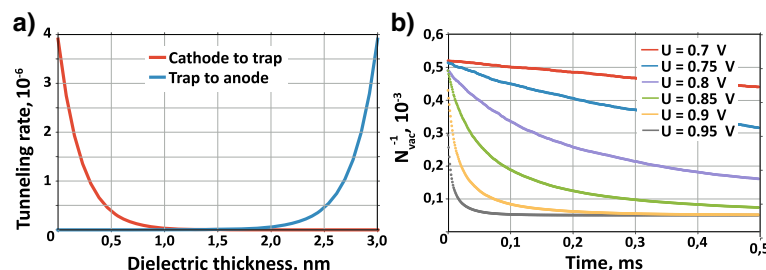 a)
Tunneling rate, 10⁻⁶
4
3
2
1
0
Cathode to trap
Trap to anode
0 0,5 1,0 1,5 2,0 2,5 3,0
Dielectric thickness, nm
b)
N⁻¹vac, 10⁻³
0,6
0,5
0,4
0,3
0,2
0,1
U = 0.7 V
U = 0.75 V
U = 0.8 V
U = 0.85 V
U = 0.9 V
U = 0.95 V
0 0,1 0,2 0,3 0,4 0,5
Time, ms